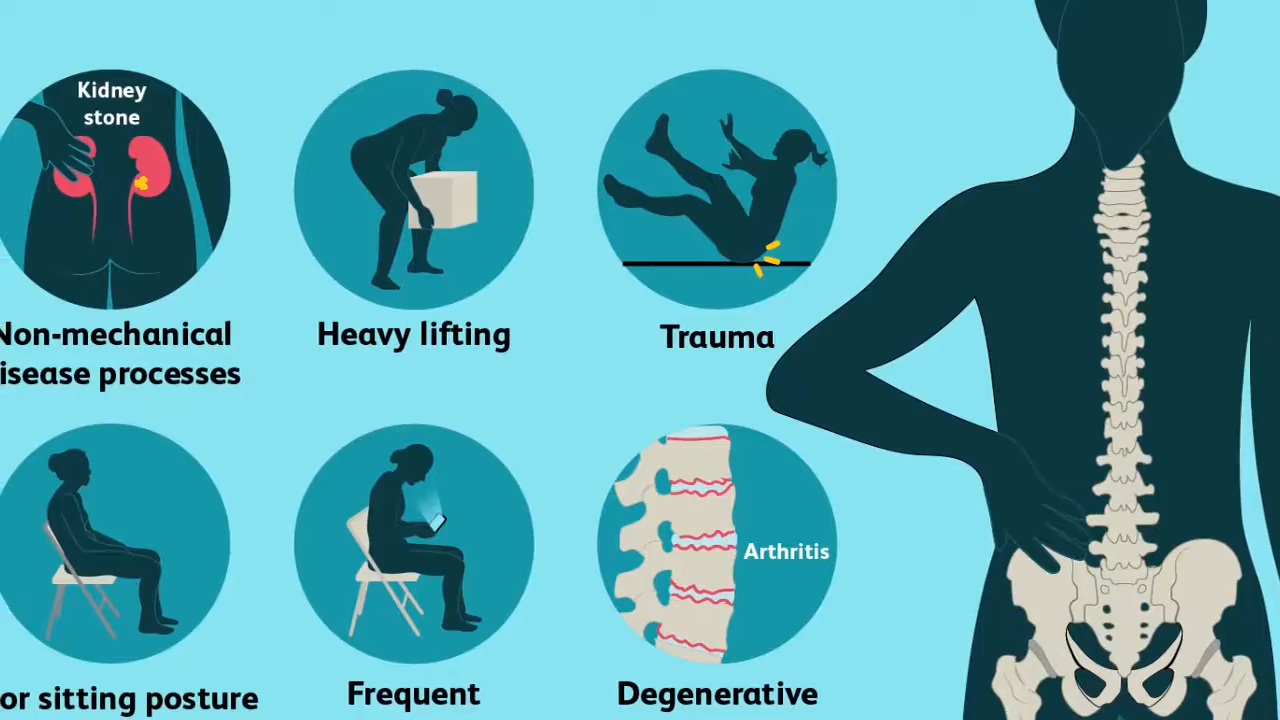 Kidney
stone
Non-mechanical
isease processes
Heavy lifting
Trauma
or sitting posture
Frequent
Arthritis
Degenerative